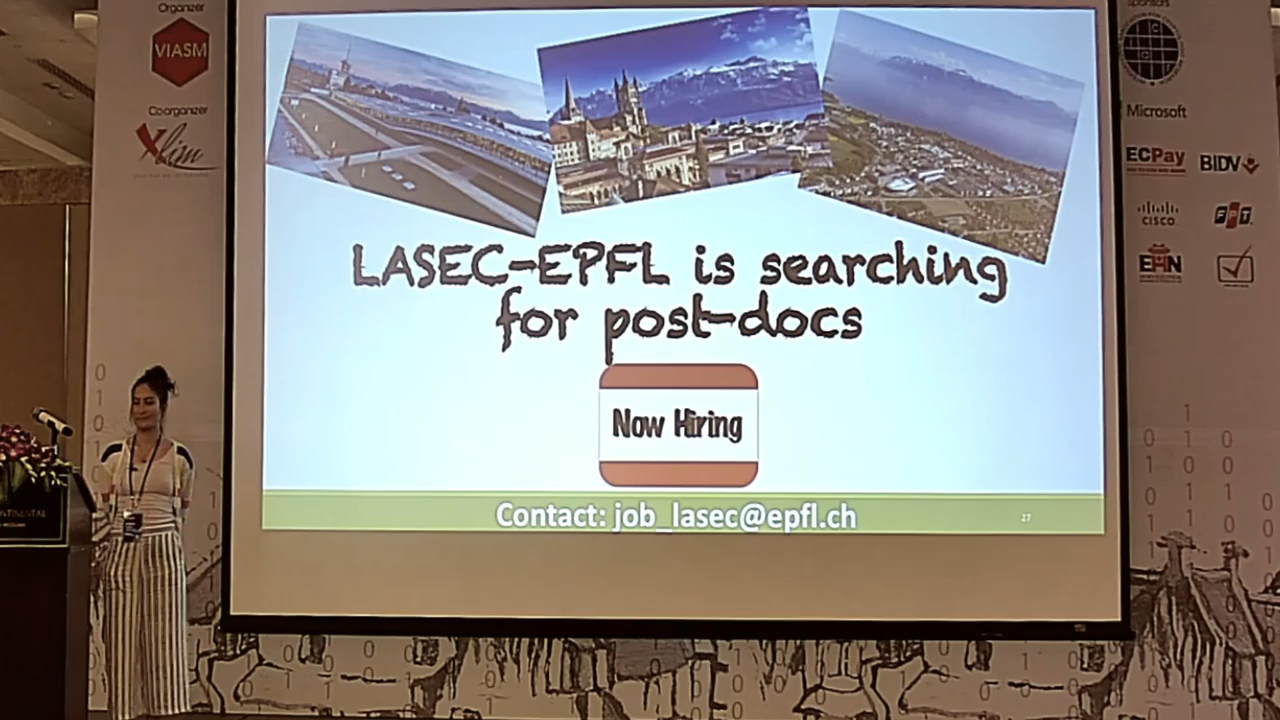 Organizer
VIASM
Co organizer
Xlim
LASEC-EPFL is searching
for post-docs
Now Hiring
Contact: job_lasec@epfl.ch
27
Sponsors
Microsoft
ECPay
BIDV
CISCO
FPT